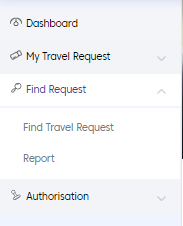 Dashboard
My Travel Request
Find Request
Find Travel Request
Report
Authorisation